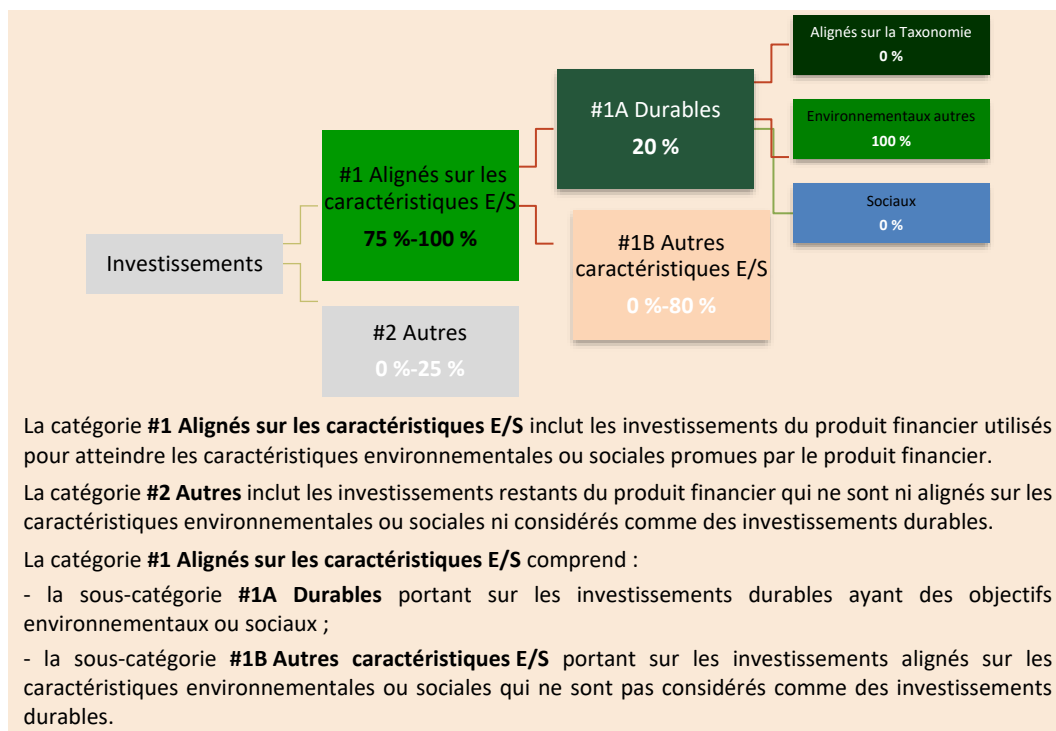 Alignés sur la Taxonomie
0 %
#1A Durables
20 %
Environnementaux autres
100 %
#1 Alignés sur les
caractéristiques E/S
75 %-100 %
Sociaux
0 %
Investissements
#1B Autres
caractéristiques E/S
0 %-80 %
#2 Autres
0 %-25 %
La catégorie #1 Alignés sur les caractéristiques E/S inclut les investissements du produit financier utilisés
pour atteindre les caractéristiques environnementales ou sociales promues par le produit financier.
La catégorie #2 Autres inclut les investissements restants du produit financier qui ne sont ni alignés sur les
caractéristiques environnementales ou sociales ni considérés comme des investissements durables.
La catégorie #1 Alignés sur les caractéristiques E/S comprend :
- la sous-catégorie #1A Durables portant sur les investissements durables ayant des objectifs
environnementaux ou sociaux ;
- la sous-catégorie #1B Autres caractéristiques E/S portant sur les investissements alignés sur les
caractéristiques environnementales ou sociales qui ne sont pas considérés comme des investissements
durables.